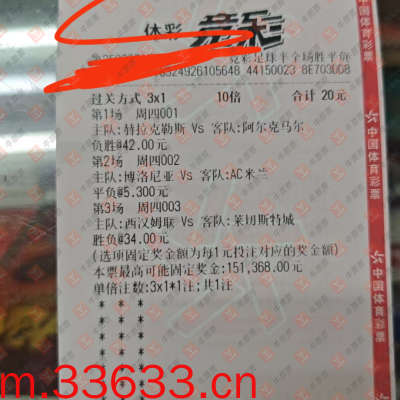 体彩 竞彩
竞彩足球半全场胜平负
24926105648 44150023 8E703D08
过关方式 3x1 10倍 合计 20元
第1场 周四001
主队:赫拉克勒斯 Vs 客队:阿尔克马尔
负胜@42.00元
第2场 周四002
主队:博洛尼亚 Vs 客队:AC米兰
平负@5.300元
第3场 周四003
主队:西汉姆联 Vs 客队:莱切斯特城
胜负@34.00元
(选项固定奖金额为每1元投注对应的奖金额)
本票最高可能固定奖金:151,368.00元
单倍注数:3x1*1注;共1注
* * *
* * *
* * *
* * *
* * *
中国体育彩票
中国体育彩票
m.33633.cn